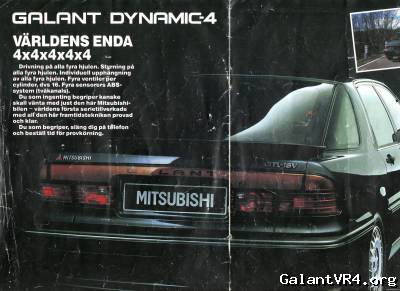 GALANT DYNAMIC-4
VÄRLDENS ENDA
4x4x4x4x4
Drivning på alla fyra hjulen. Styrning på
alla fyra hjulen. Individuell upphängning
av alla fyra hjulen. Fyra ventiler per
cylinder, dvs 16. Fyra sensorers ABS-
system (tvåkanals).
Du som ingenting begriper kanske
skall vänta med just den här Mitsubishi-
bilen – världens första serietillverkade
med all den här framtidstekniken provad
och klar.
Du som begriper, släng dig på tålefon
och beställ tid för provkörning.
MITSUBISHI
GALANT
GTi-16V
MITSUBISHI
GalantVR4.org